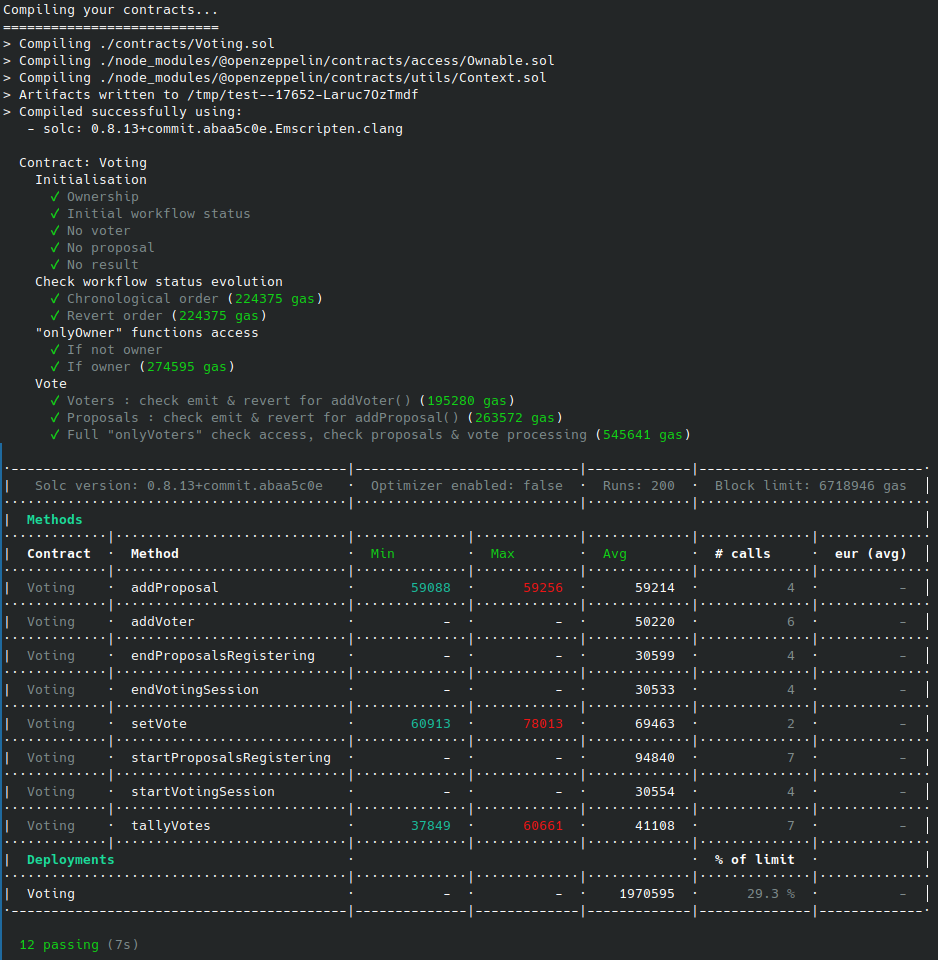 Compiling your contracts...
===========================
> Compiling ./contracts/Voting.sol
> Compiling ./node_modules/@openzeppelin/contracts/access/Ownable.sol
> Compiling ./node_modules/@openzeppelin/contracts/utils/Context.sol
> Artifacts written to /tmp/test--17652-Laruc7OzTmdf
> Compiled successfully using:
- solc: 0.8.13+commit.abaa5c0e.Emscripten.clang
Contract: Voting
Initialisation
✓ Ownership
✓ Initial workflow status
✓ No voter
✓ No proposal
✓ No result
Check workflow status evolution
✓ Chronological order (224375 gas)
✓ Revert order (224375 gas)
"onlyOwner" functions access
✓ If not owner
✓ If owner (274595 gas)
Vote
✓ Voters : check emit & revert for addVoter() (195280 gas)
✓ Proposals : check emit & revert for addProposal() (263572 gas)
✓ Full "onlyVoters" check access, check proposals & vote processing (545641 gas)
| Solc version: 0.8.13+commit.abaa5c0e · Optimizer enabled: false · Runs: 200 · Block limit: 6718946 gas |
| Methods |
| Contract · Method · Min · Max · Avg · # calls · eur (avg) |
| Voting · addProposal · 59088 · 59256 · 59214 · 4 · - |
| Voting · addVoter · - · - · 50220 · 6 · - |
| Voting · endProposalsRegistering · - · - · 30599 · 4 · - |
| Voting · endVotingSession · - · - · 30533 · 4 · - |
| Voting · setVote · 60913 · 78013 · 69463 · 2 · - |
| Voting · startProposalsRegistering · - · - · 94840 · 7 · - |
| Voting · startVotingSession · - · - · 30554 · 4 · - |
| Voting · tallyVotes · 37849 · 60661 · 41108 · 7 · - |
| Deployments · · % of limit · |
| Voting · - · - · 1970595 · 29.3 % · - |
12 passing (7s)